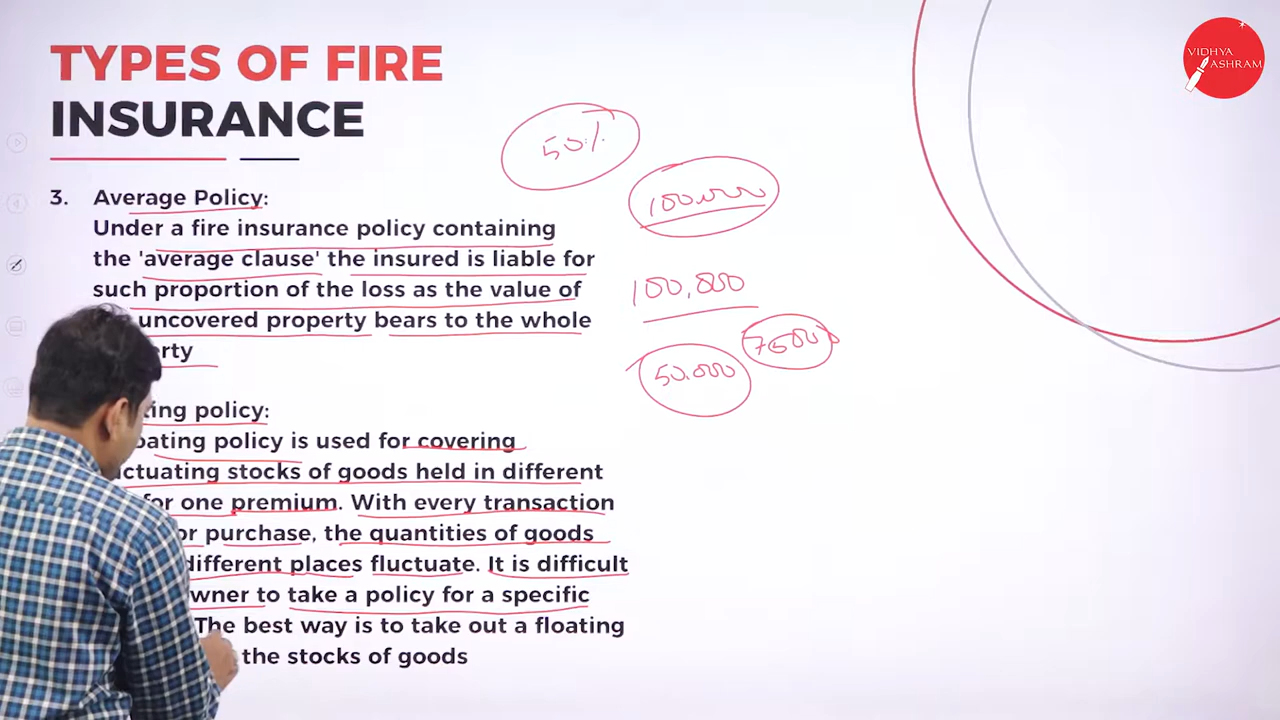 TYPES OF FIRE
INSURANCE
VIDHYA
ASHRAM
50%
100,000
100,000
75000
50.000
3. Average Policy:
Under a fire insurance policy containing
the 'average clause' the insured is liable for
such proportion of the loss as the value of
uncovered property bears to the whole
policy:
policy is used for covering
stocks of goods held in different
for one premium. With every transaction
or purchase, the quantities of goods
different places fluctuate. It is difficult
to take a policy for a specific
The best way is to take out a floating
the stocks of goods